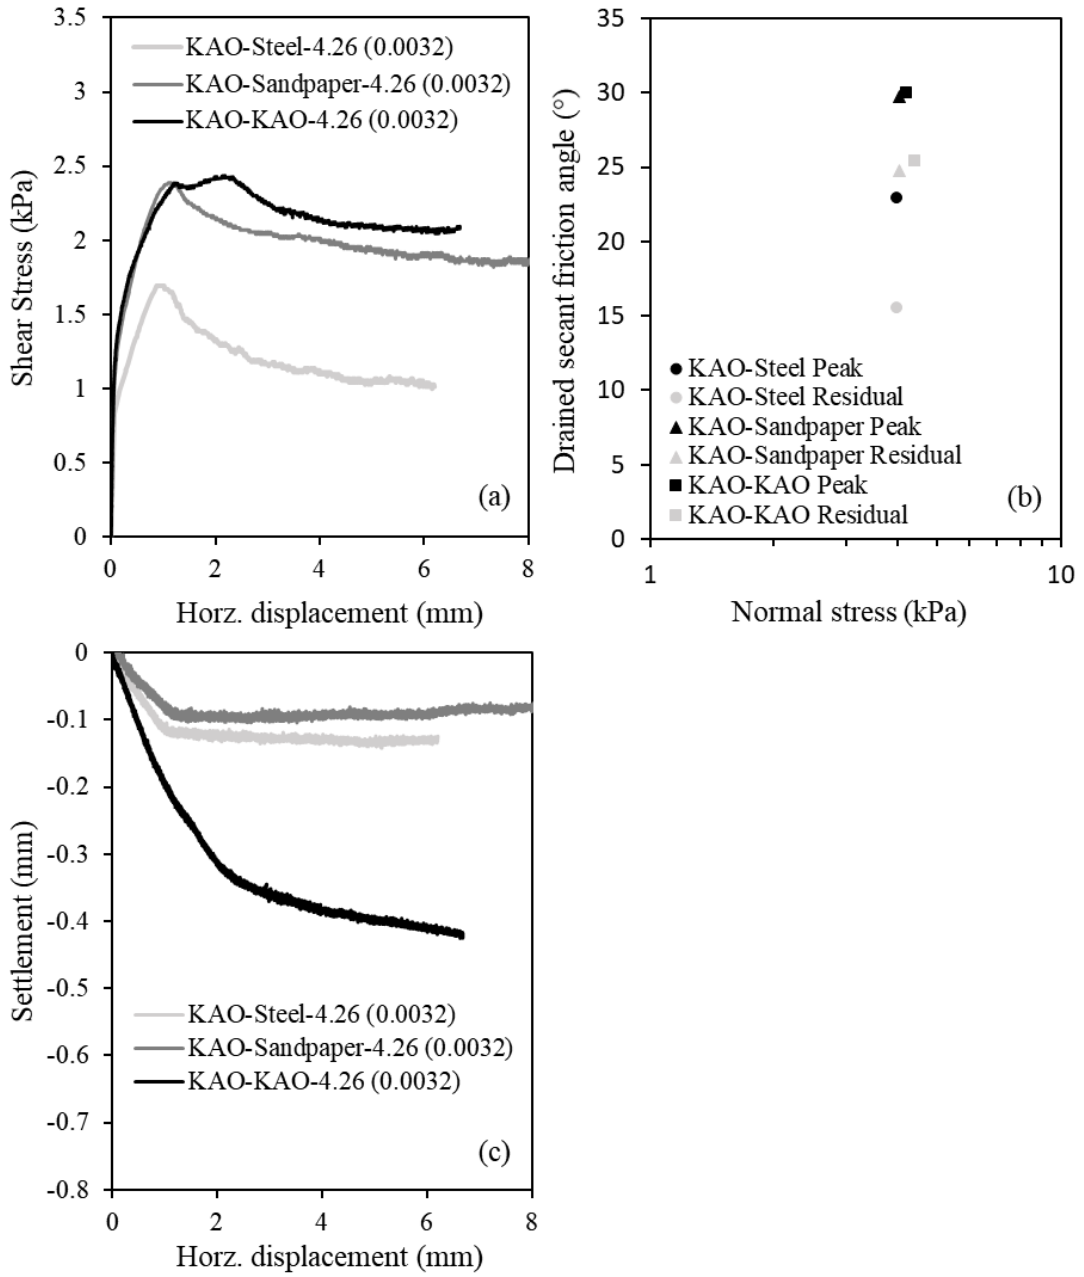 3.5
3
2.5
2
1.5
1
0.5
0
Shear Stress (kPa)
KAO-Steel-4.26 (0.0032)
KAO-Sandpaper-4.26 (0.0032)
KAO-KAO-4.26 (0.0032)
(a)
0 2 4 6 8
Horz. displacement (mm)
35
30
25
20
15
10
5
0
Drained secant friction angle (°)
KAO-Steel Peak
KAO-Steel Residual
KAO-Sandpaper Peak
KAO-Sandpaper Residual
KAO-KAO Peak
KAO-KAO Residual
(b)
1 10
Normal stress (kPa)
0
-0.1
-0.2
-0.3
-0.4
-0.5
-0.6
-0.7
-0.8
Settlement (mm)
KAO-Steel-4.26 (0.0032)
KAO-Sandpaper-4.26 (0.0032)
KAO-KAO-4.26 (0.0032)
(c)
0 2 4 6 8
Horz. displacement (mm)